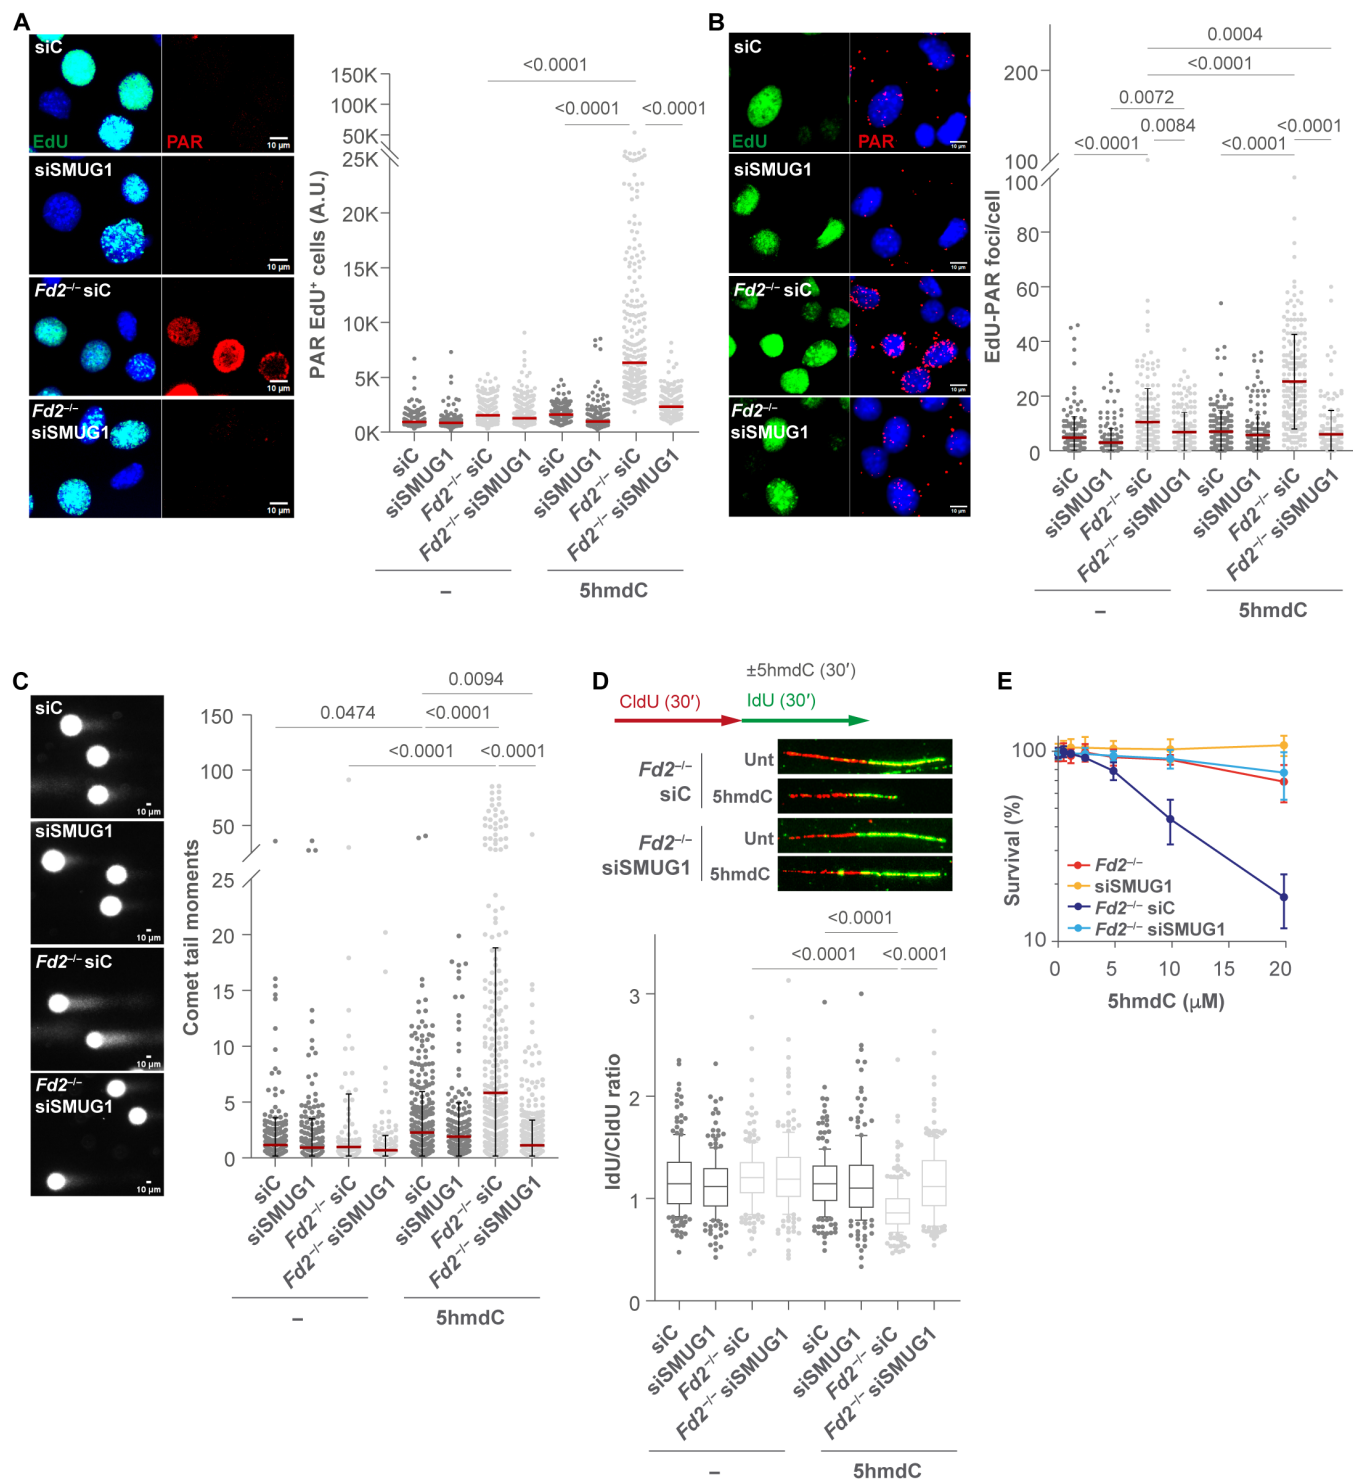 A
siC
EdU
PAR
10 µm
siSMUG1
10 µm
Fd2–/– siC
10 µm
Fd2–/–
siSMUG1
10 µm
PAR EdU+ cells (A.U.)
150K
100K
50K
25K
20K
15K
10K
5K
0K
<0.0001
<0.0001
<0.0001
siC
siSMUG1
Fd2–/– siC
Fd2–/– siSMUG1
siC
siSMUG1
Fd2–/– siC
Fd2–/– siSMUG1
–
5hmdC
B
siC
EdU
PAR
10 µm
siSMUG1
10 µm
Fd2–/– siC
10 µm
Fd2–/–
siSMUG1
10 µm
EdU-PAR foci/cell
200
100
100
80
60
40
20
0
0.0004
<0.0001
0.0072
<0.0001
0.0084
<0.0001
<0.0001
siC
siSMUG1
Fd2–/– siC
Fd2–/– siSMUG1
siC
siSMUG1
Fd2–/– siC
Fd2–/– siSMUG1
–
5hmdC
C
siC
10 µm
siSMUG1
10 µm
Fd2–/– siC
10 µm
Fd2–/–
siSMUG1
10 µm
Comet tail moments
150
100
50
25
20
15
10
5
0
0.0094
0.0474
<0.0001
<0.0001
<0.0001
siC
siSMUG1
Fd2–/– siC
Fd2–/– siSMUG1
siC
siSMUG1
Fd2–/– siC
Fd2–/– siSMUG1
–
5hmdC
D
±5hmdC (30′)
CldU (30′)
IdU (30′)
Fd2–/–
siC
Unt
5hmdC
Fd2–/–
siSMUG1
Unt
5hmdC
IdU/CldU ratio
3
2
1
0
<0.0001
<0.0001
<0.0001
siC
siSMUG1
Fd2–/– siC
Fd2–/– siSMUG1
siC
siSMUG1
Fd2–/– siC
Fd2–/– siSMUG1
–
5hmdC
E
Survival (%)
100
10
Fd2–/–
siSMUG1
Fd2–/– siC
Fd2–/– siSMUG1
0
5
10
15
20
5hmdC (µM)